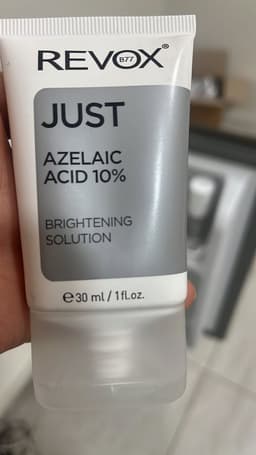 REVOX®
B77
JUST
AZELAIC
ACID 10%
BRIGHTENING
SOLUTION
℮ 30 ml / 1 fl.oz.